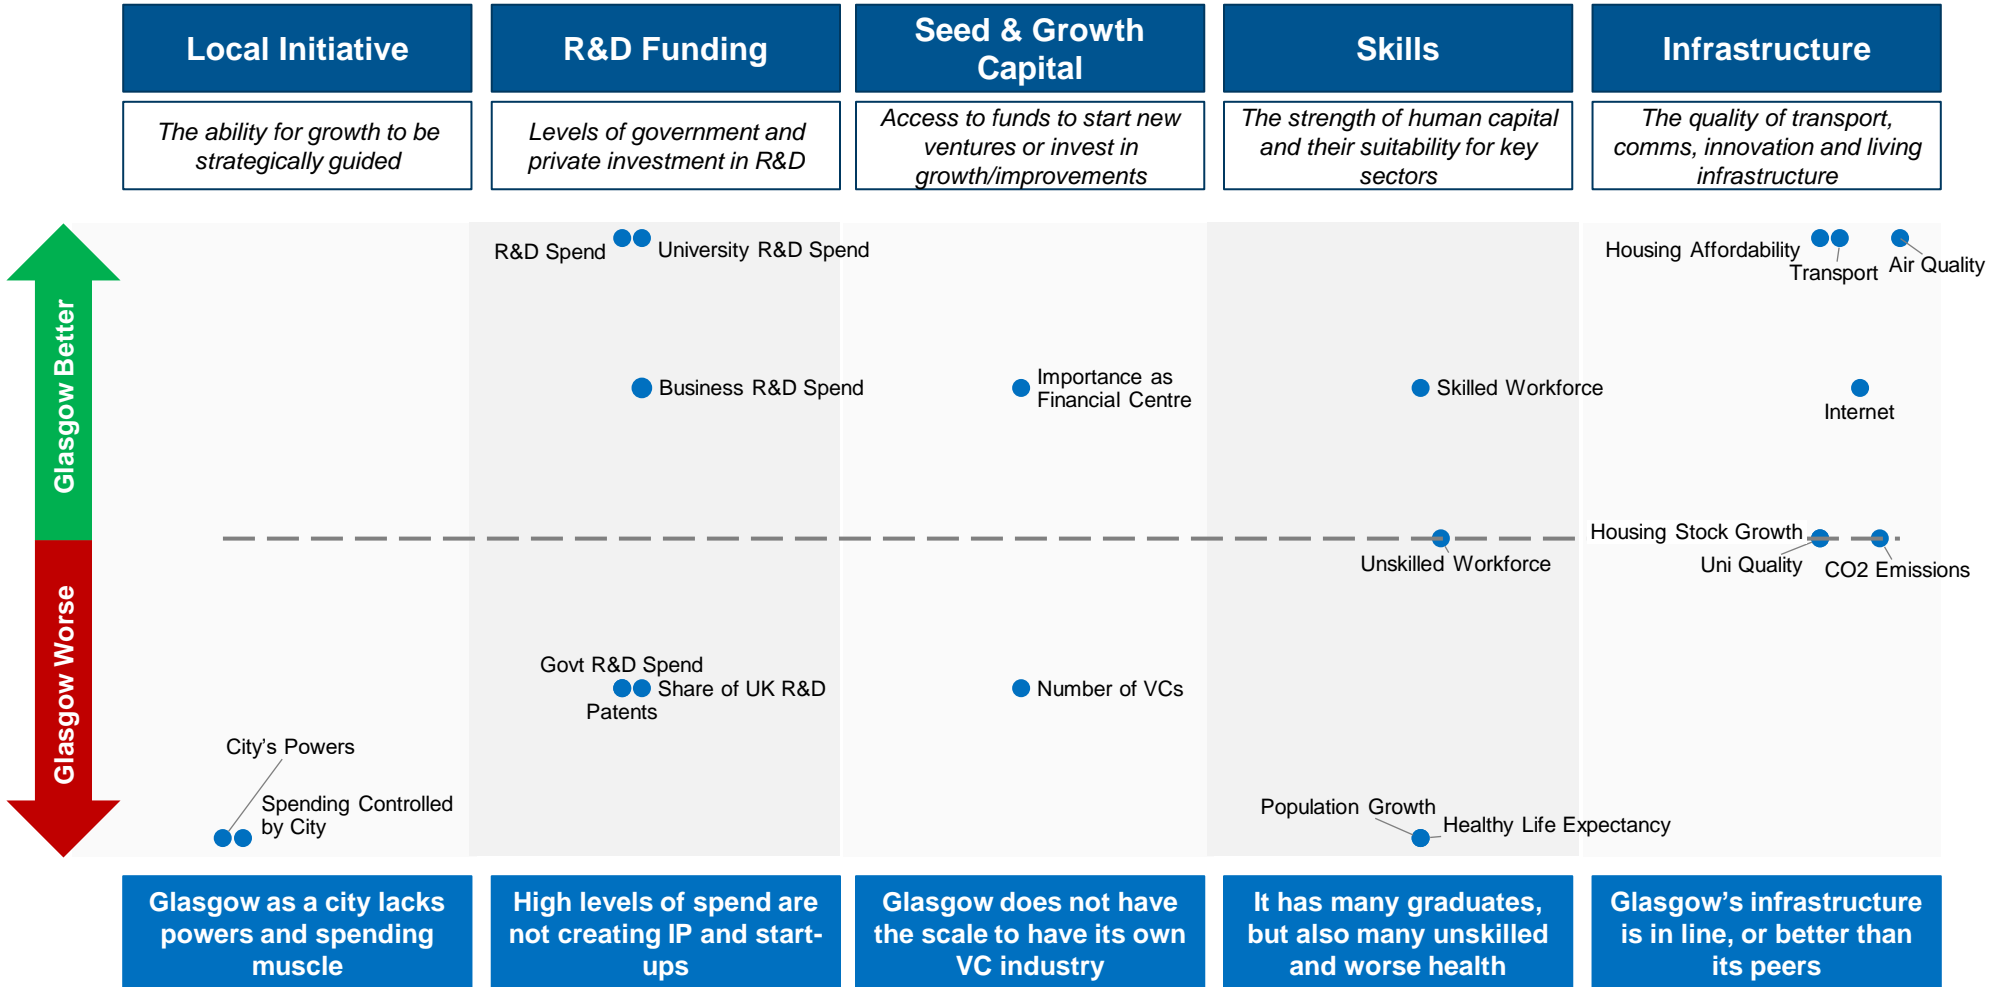 Local Initiative
R&D Funding
Seed & Growth
Capital
Skills
Infrastructure
The ability for growth to be
strategically guided
Levels of government and
private investment in R&D
Access to funds to start new
ventures or invest in
growth/improvements
The strength of human capital
and their suitability for key
sectors
The quality of transport,
comms, innovation and living
infrastructure
Glasgow Better
Glasgow Worse
R&D Spend
University R&D Spend
Housing Affordability
Transport
Air Quality
Business R&D Spend
Importance as
Financial Centre
Skilled Workforce
Internet
Unskilled Workforce
Housing Stock Growth
Uni Quality
CO2 Emissions
Govt R&D Spend
Share of UK R&D
Patents
Number of VCs
City’s Powers
Spending Controlled
by City
Population Growth
Healthy Life Expectancy
Glasgow as a city lacks
powers and spending
muscle
High levels of spend are
not creating IP and start-
ups
Glasgow does not have
the scale to have its own
VC industry
It has many graduates,
but also many unskilled
and worse health
Glasgow’s infrastructure
is in line, or better than
its peers